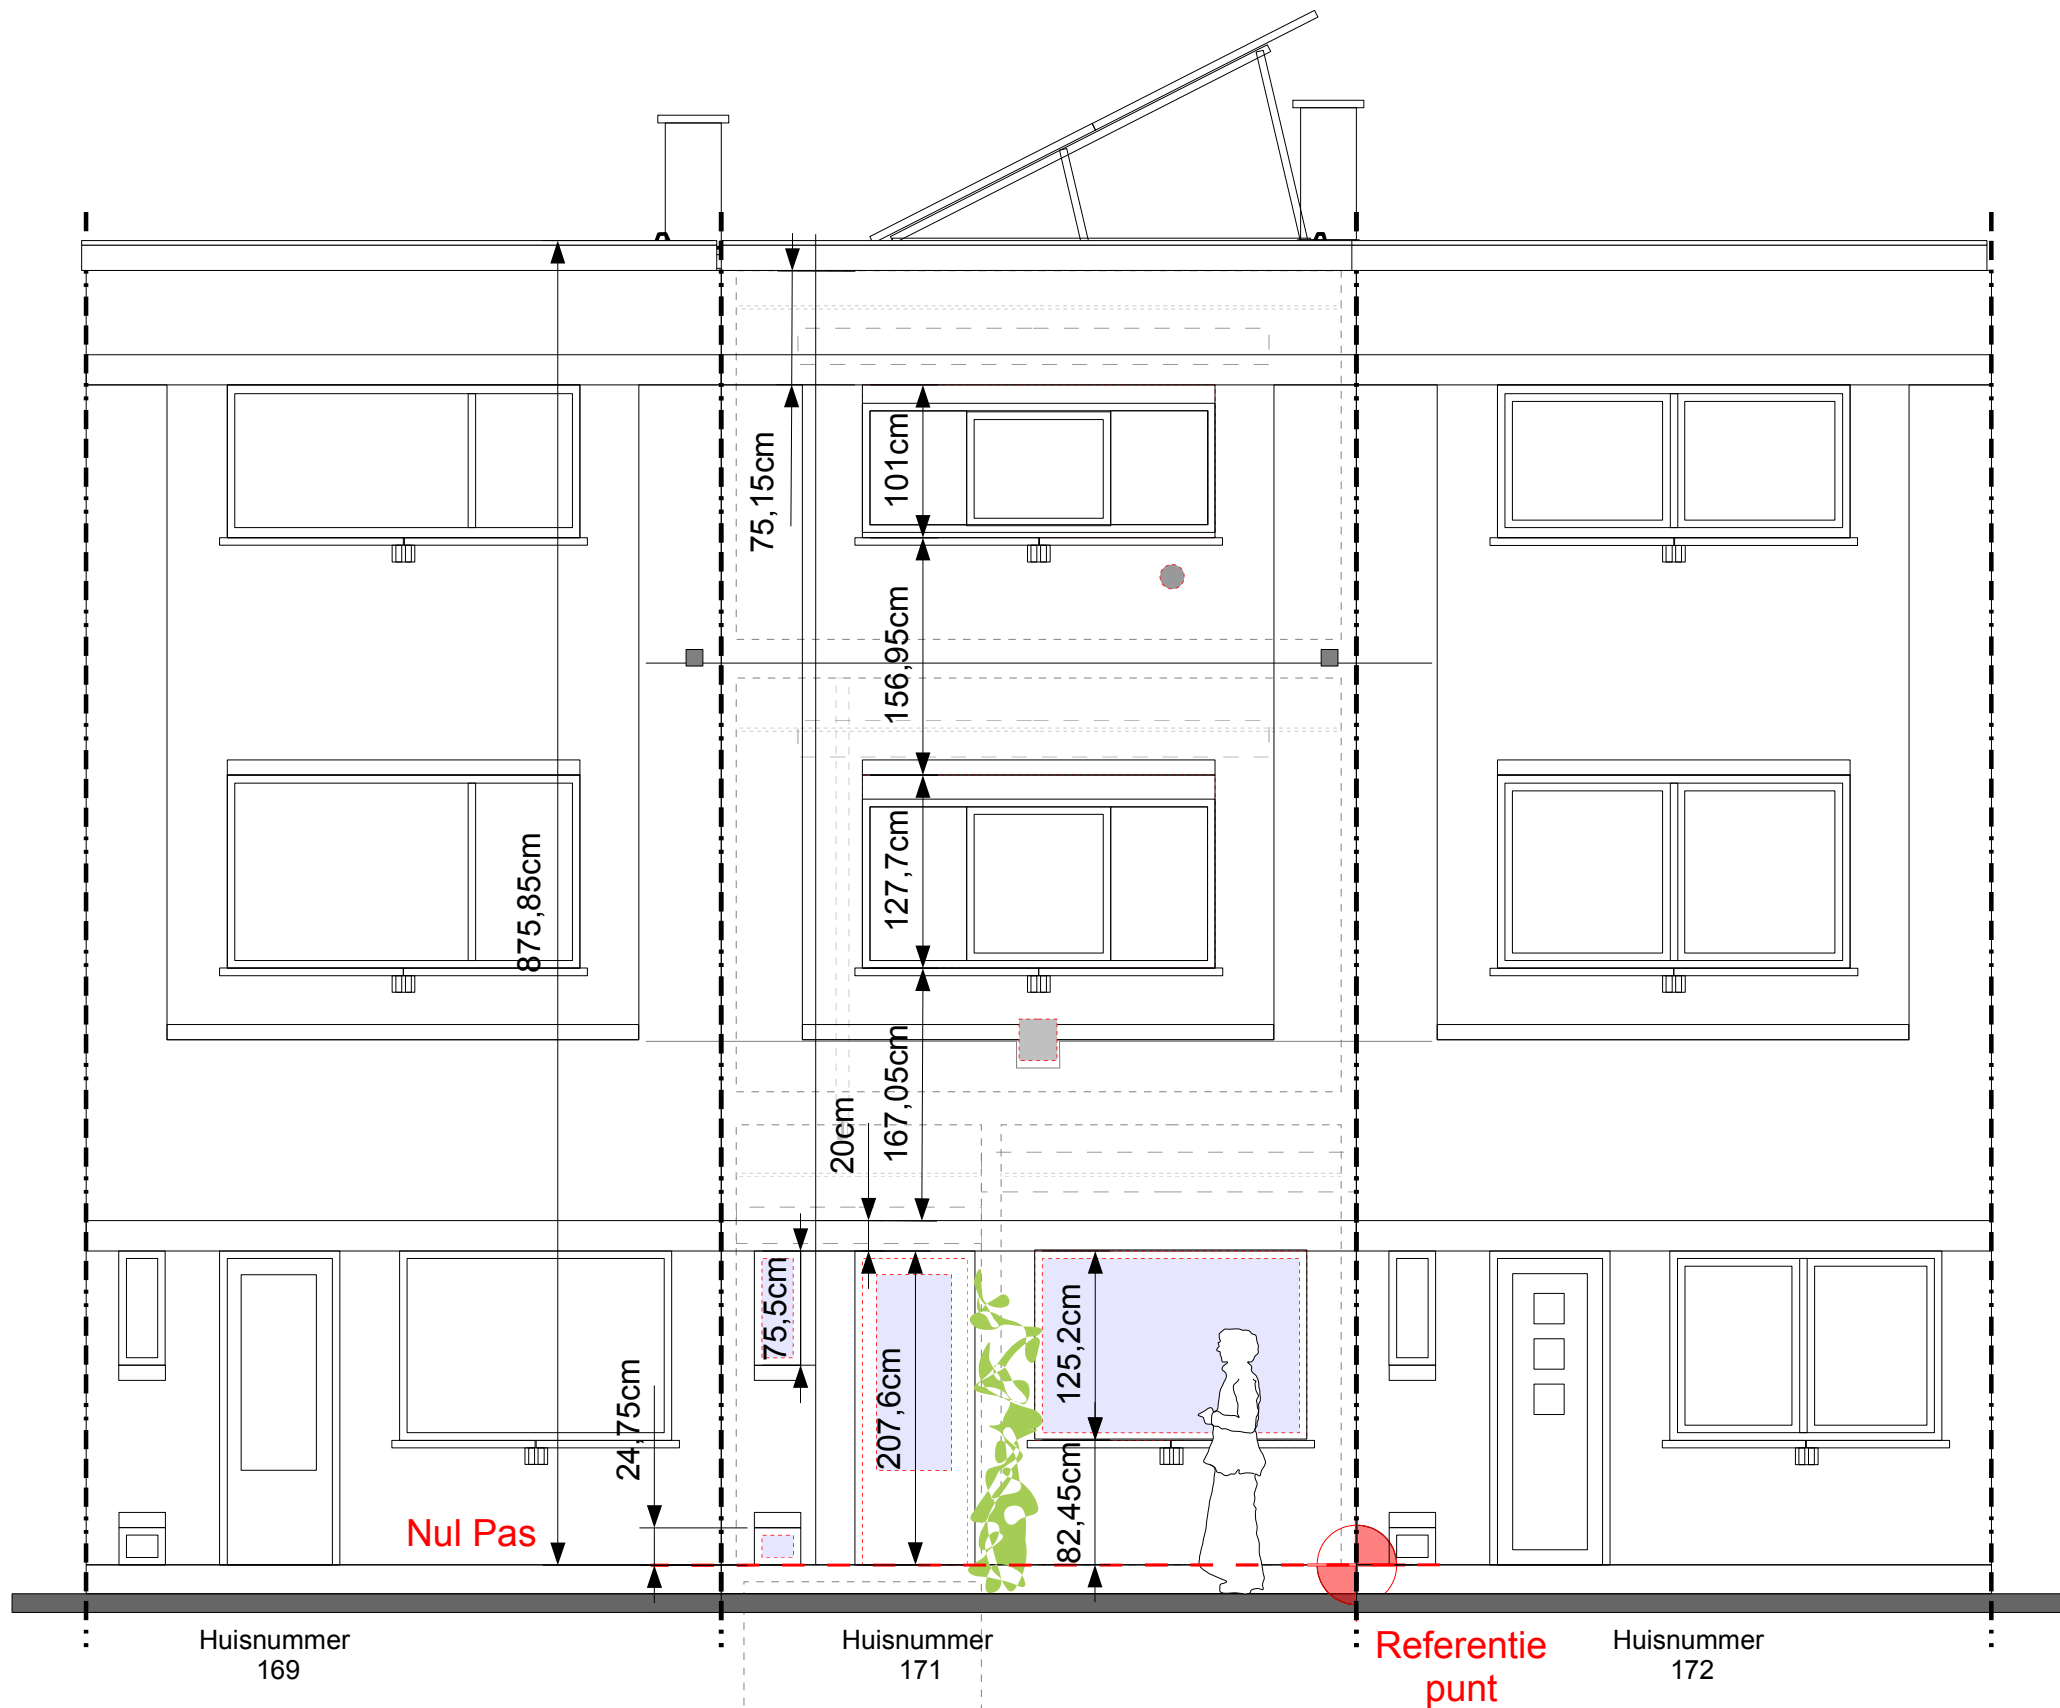 75,15cm
101cm
156,95cm
875,85cm
127,7cm
167,05cm
20cm
75,5cm
207,6cm
125,2cm
24,75cm
82,45cm
Nul Pas
Huisnummer
169
Huisnummer
171
Referentie
punt
Huisnummer
172